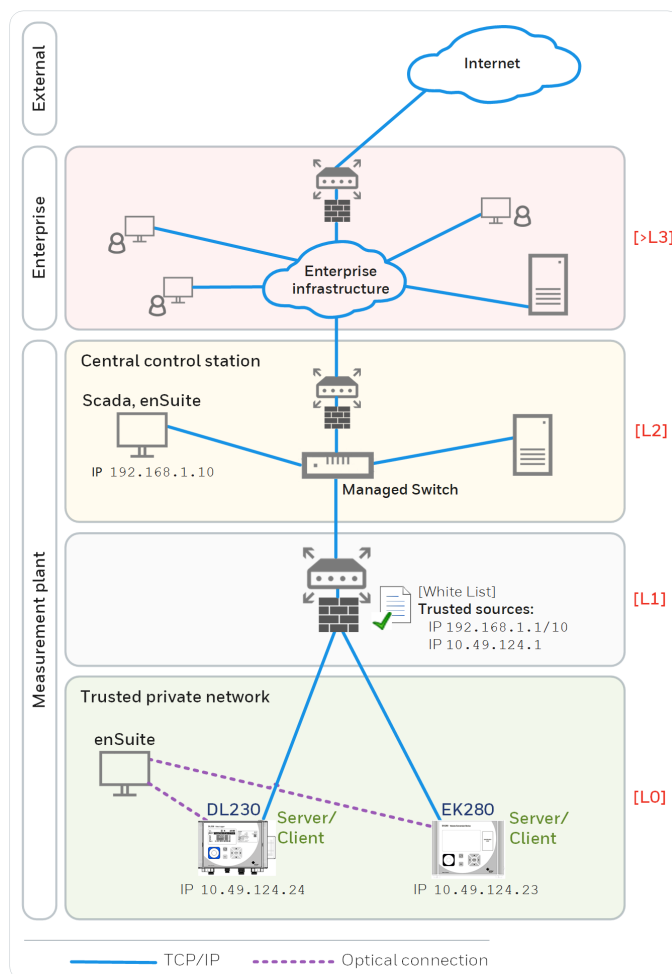 External
Internet
Enterprise
Enterprise
infrastructure
[>L3]
Measurement plant
Central control station
Scada, enSuite
IP 192.168.1.10
Managed Switch
[L2]
[White List]
Trusted sources:
IP 192.168.1.1/10
IP 10.49.124.1
[L1]
Trusted private network
enSuite
[L0]
DL230
Server/
Client
EK280
Server/
Client
IP 10.49.124.24
IP 10.49.124.23
TCP/IP
Optical connection